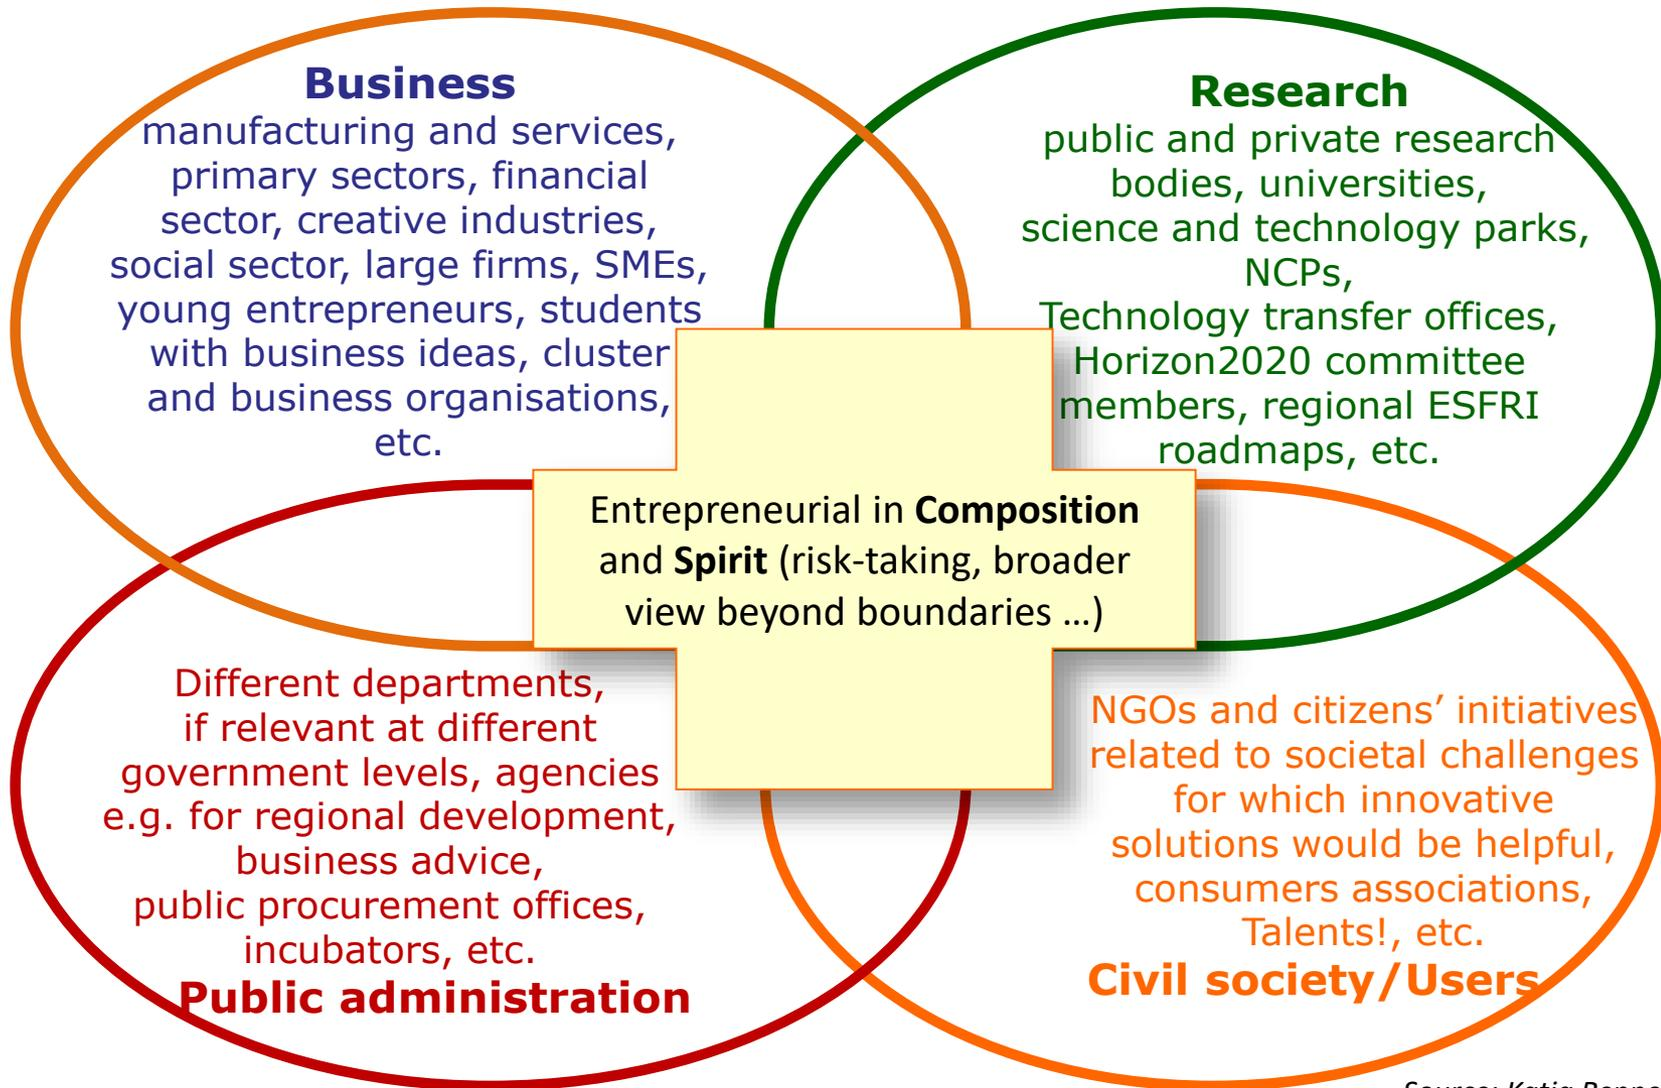 Business
manufacturing and services,
primary sectors, financial
sector, creative industries,
social sector, large firms, SMEs,
young entrepreneurs, students
with business ideas, cluster
and business organisations,
etc.
Research
public and private research
bodies, universities,
science and technology parks,
NCPs,
Technology transfer offices,
Horizon2020 committee
members, regional ESFRI
roadmaps, etc.
Entrepreneurial in Composition
and Spirit (risk-taking, broader
view beyond boundaries …)
Different departments,
if relevant at different
government levels, agencies
e.g. for regional development,
business advice,
public procurement offices,
incubators, etc.
Public administration
NGOs and citizens’ initiatives
related to societal challenges
for which innovative
solutions would be helpful,
consumers associations,
Talents!, etc.
Civil society/Users
Source: Katja